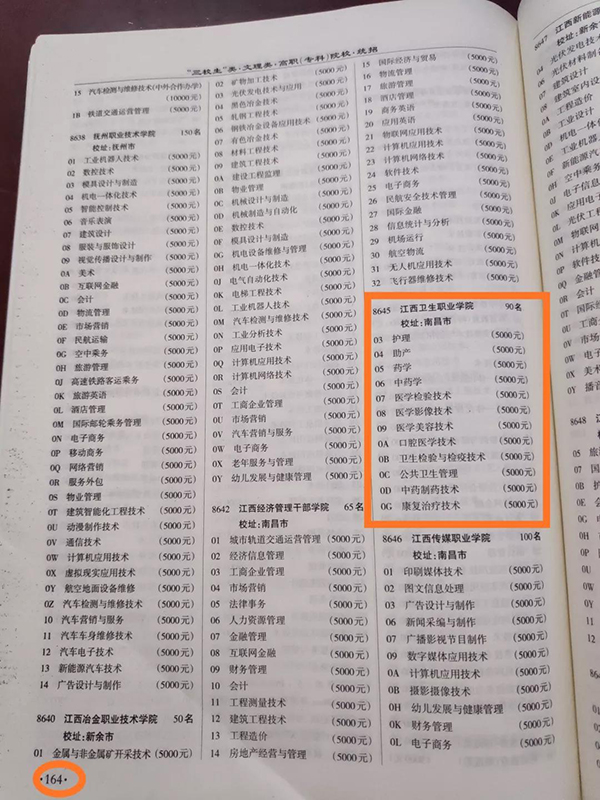 “三校生”类·文理类·高职(专科)院校·统招
15 汽车检测与维修技术(中外合作办学)
(10000元)
1B 铁道交通运营管理 (5000元)
8638 抚州职业技术学院 150名
校址:抚州市
01 工业机器人技术 (5000元)
02 数控技术 (5000元)
03 模具设计与制造 (5000元)
04 机电一体化技术 (5000元)
05 智能控制技术 (5000元)
06 音乐表演 (5000元)
07 建筑设计 (5000元)
08 服装与服饰设计 (5000元)
09 视觉传播设计与制作 (5000元)
0A 美术 (5000元)
0B 互联网金融 (5000元)
0C 会计 (5000元)
0D 物流管理 (5000元)
0E 市场营销 (5000元)
0F 民航运输 (5000元)
0G 空中乘务 (5000元)
0H 旅游管理 (5000元)
0J 高速铁路客运乘务 (5000元)
0K 旅游英语 (5000元)
0L 酒店管理 (5000元)
0M 国际邮轮乘务管理 (5000元)
0N 电子商务 (5000元)
0P 移动商务 (5000元)
0Q 网络营销 (5000元)
0R 服务外包 (5000元)
0S 物业管理 (5000元)
0T 建筑智能化工程技术 (5000元)
0U 动漫制作技术 (5000元)
0V 通信技术 (5000元)
0W 计算机应用技术 (5000元)
0X 虚拟现实应用技术 (5000元)
0Y 航空地面设备维修 (5000元)
0Z 汽车检测与维修技术 (5000元)
10 汽车营销与服务 (5000元)
11 汽车车身维修技术 (5000元)
12 汽车电子技术 (5000元)
13 新能源汽车技术 (5000元)
14 广告设计与制作 (5000元)
8640 江西冶金职业技术学院 50名
校址:新余市
01 金属与非金属矿开采技术 (5000元)
·164·
02 矿物加工技术 (5000元)
03 光伏发电技术与应用 (5000元)
04 黑色冶金技术 (5000元)
05 轧钢工程技术 (5000元)
06 钢铁冶金设备应用技术 (5000元)
07 有色冶金技术 (5000元)
08 材料工程技术 (5000元)
09 建筑工程技术 (5000元)
0A 建设工程监理 (5000元)
0B 物业管理 (5000元)
0C 机械设计与制造 (5000元)
0D 机械制造与自动化 (5000元)
0E 数控技术 (5000元)
0F 模具设计与制造 (5000元)
0G 机电设备维修与管理 (5000元)
0H 机电一体化技术 (5000元)
0J 电气自动化技术 (5000元)
0K 电梯工程技术 (5000元)
0L 工业机器人技术 (5000元)
0M 汽车检测与维修技术 (5000元)
0N 工业分析技术 (5000元)
0P 应用电子技术 (5000元)
0Q 计算机应用技术 (5000元)
0R 计算机网络技术 (5000元)
0S 会计 (5000元)
0T 工商企业管理 (5000元)
0U 市场营销 (5000元)
0V 汽车营销与服务 (5000元)
0W 电子商务 (5000元)
0X 老年服务与管理 (5000元)
0Y 幼儿发展与健康管理 (5000元)
8642 江西经济管理干部学院 65名
校址:南昌市
01 城市轨道交通运营管理 (5000元)
02 经济信息管理 (5000元)
03 工商企业管理 (5000元)
04 市场营销 (5000元)
05 法律事务 (5000元)
06 人力资源管理 (5000元)
07 金融管理 (5000元)
08 互联网金融 (5000元)
09 财务管理 (5000元)
10 会计 (5000元)
11 工程测量技术 (5000元)
12 建筑工程技术 (5000元)
13 工程造价 (5000元)
14 房地产经营与管理 (5000元)
15 国际经济与贸易 (5000元)
16 物流管理 (5000元)
17 旅游管理 (5000元)
18 酒店管理 (5000元)
19 商务英语 (5000元)
20 应用英语 (5000元)
21 物联网应用技术 (5000元)
22 计算机应用技术 (5000元)
23 计算机网络技术 (5000元)
24 软件技术 (5000元)
25 电子商务 (5000元)
26 民航安全技术管理 (5000元)
27 国际金融 (5000元)
28 信息统计与分析 (5000元)
29 机场运行 (5000元)
30 航空物流 (5000元)
31 无人机应用技术 (5000元)
32 飞行器维修技术 (5000元)
8645 江西卫生职业学院 90名
校址:南昌市
03 护理 (5000元)
04 助产 (5000元)
05 药学 (5000元)
06 中药学 (5000元)
07 医学检验技术 (5000元)
08 医学影像技术 (5000元)
09 医学美容技术 (5000元)
0A 口腔医学技术 (5000元)
0B 卫生检验与检疫技术 (5000元)
0C 公共卫生管理 (5000元)
0D 中药制药技术 (5000元)
0G 康复治疗技术 (5000元)
8646 江西传媒职业学院 100名
校址:南昌市
01 印刷媒体技术 (5000元)
02 图文信息处理 (5000元)
03 广告设计与制作 (5000元)
06 新闻采编与制作 (5000元)
07 广播影视节目制作 (5000元)
09 数字媒体应用技术 (5000元)
0A 计算机应用技术 (5000元)
0B 摄影摄像技术 (5000元)
0H 幼儿发展与健康管理 (5000元)
0K 财务管理 (5000元)
0L 电子商务 (5000元)
8647 江西新能源
校址:新余